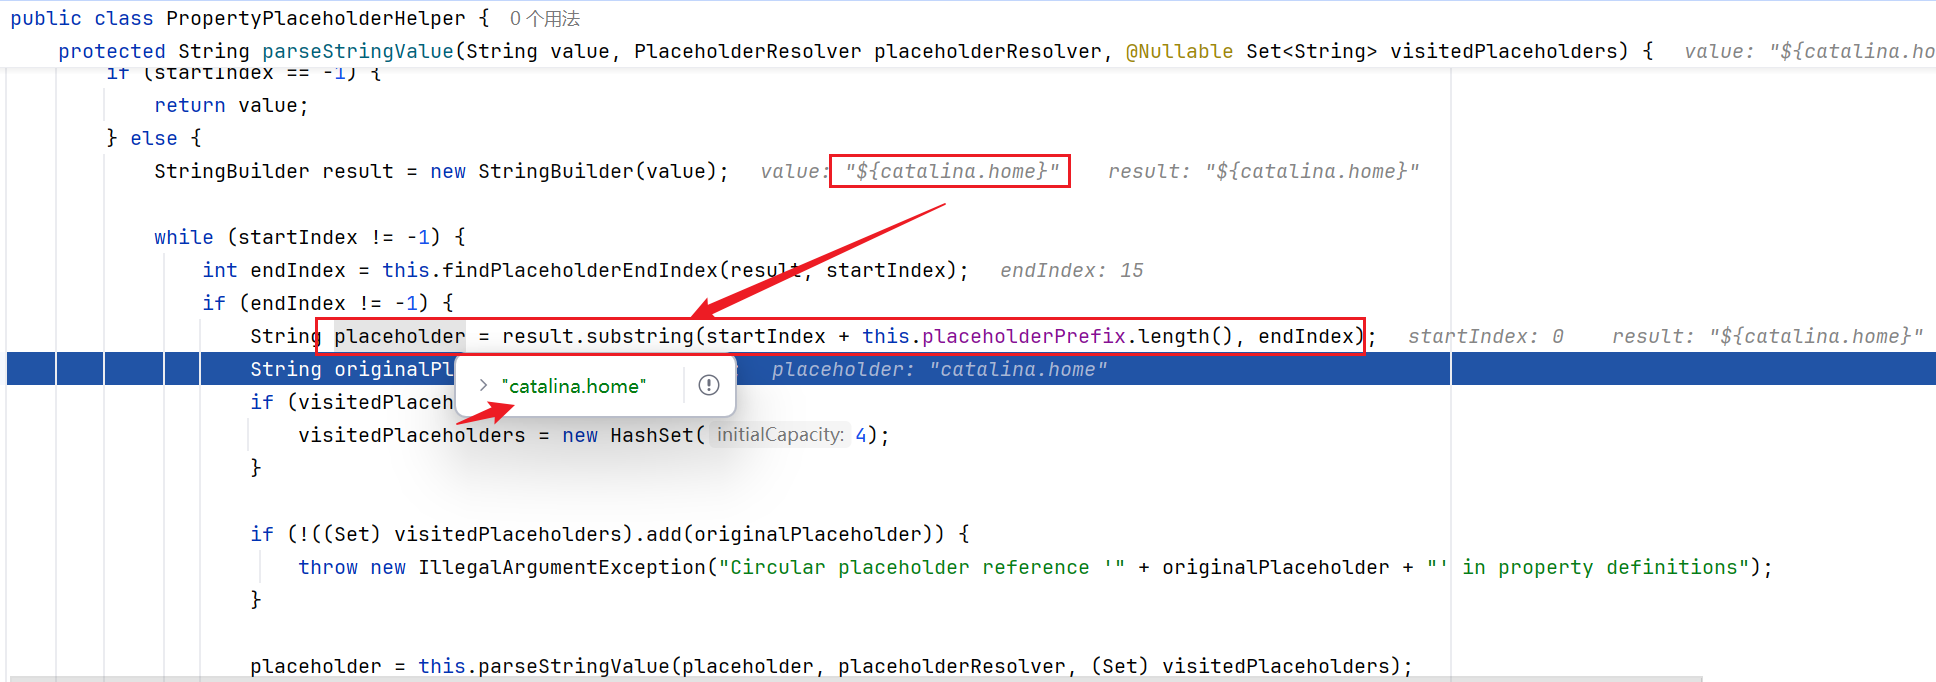 public class PropertyPlaceholderHelper { 0 个用法
protected String parseStringValue(String value, PlaceholderResolver placeholderResolver, @Nullable Set<String> visitedPlaceholders) { value: "${catalina.ho
if (startIndex == -1) {
return value;
} else {
StringBuilder result = new StringBuilder(value); value: "${catalina.home}" result: "${catalina.home}"
while (startIndex != -1) {
int endIndex = this.findPlaceholderEndIndex(result, startIndex); endIndex: 15
if (endIndex != -1) {
String placeholder = result.substring(startIndex + this.placeholderPrefix.length(), endIndex); startIndex: 0 result: "${catalina.home}"
String originalPl placeholder: "catalina.home"
"catalina.home"
if (visitedPlaceh
visitedPlaceholders = new HashSet( initialCapacity: 4);
}
if (!((Set) visitedPlaceholders).add(originalPlaceholder)) {
throw new IllegalArgumentException("Circular placeholder reference '" + originalPlaceholder + "' in property definitions");
}
placeholder = this.parseStringValue(placeholder, placeholderResolver, (Set) visitedPlaceholders);